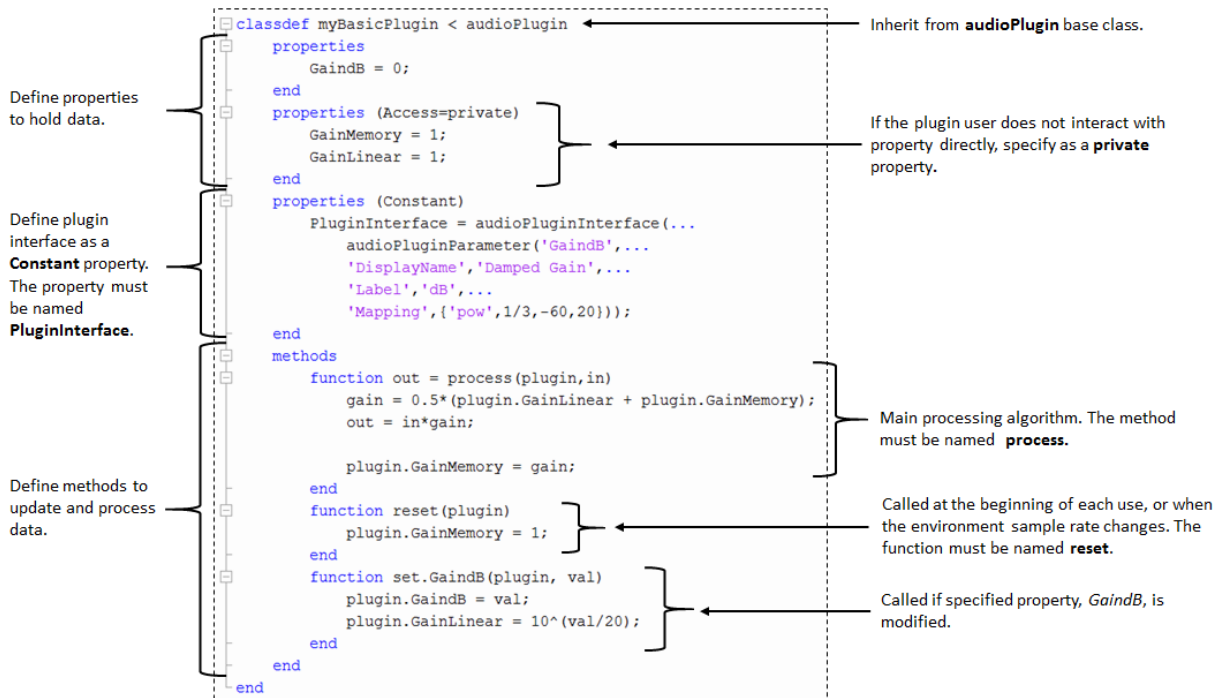 classdef myBasicPlugin < audioPlugin
properties
GaindB = 0;
end
properties (Access=private)
GainMemory = 1;
GainLinear = 1;
end
properties (Constant)
PluginInterface = audioPluginInterface(...
audioPluginParameter('GaindB',...
'DisplayName','Damped Gain',...
'Label','dB',...
'Mapping',{'pow',1/3,-60,20}));
end
methods
function out = process(plugin,in)
gain = 0.5*(plugin.GainLinear + plugin.GainMemory);
out = in*gain;
plugin.GainMemory = gain;
end
function reset(plugin)
plugin.GainMemory = 1;
end
function set.GaindB(plugin, val)
plugin.GaindB = val;
plugin.GainLinear = 10^(val/20);
end
end
end
Define properties
to hold data.
Define plugin
interface as a
Constant property.
The property must
be named
PluginInterface.
Define methods to
update and process
data.
Inherit from audioPlugin base class.
If the plugin user does not interact with
property directly, specify as a private
property.
Main processing algorithm. The method
must be named process.
Called at the beginning of each use, or when
the environment sample rate changes. The
function must be named reset.
Called if specified property, GaindB, is
modified.